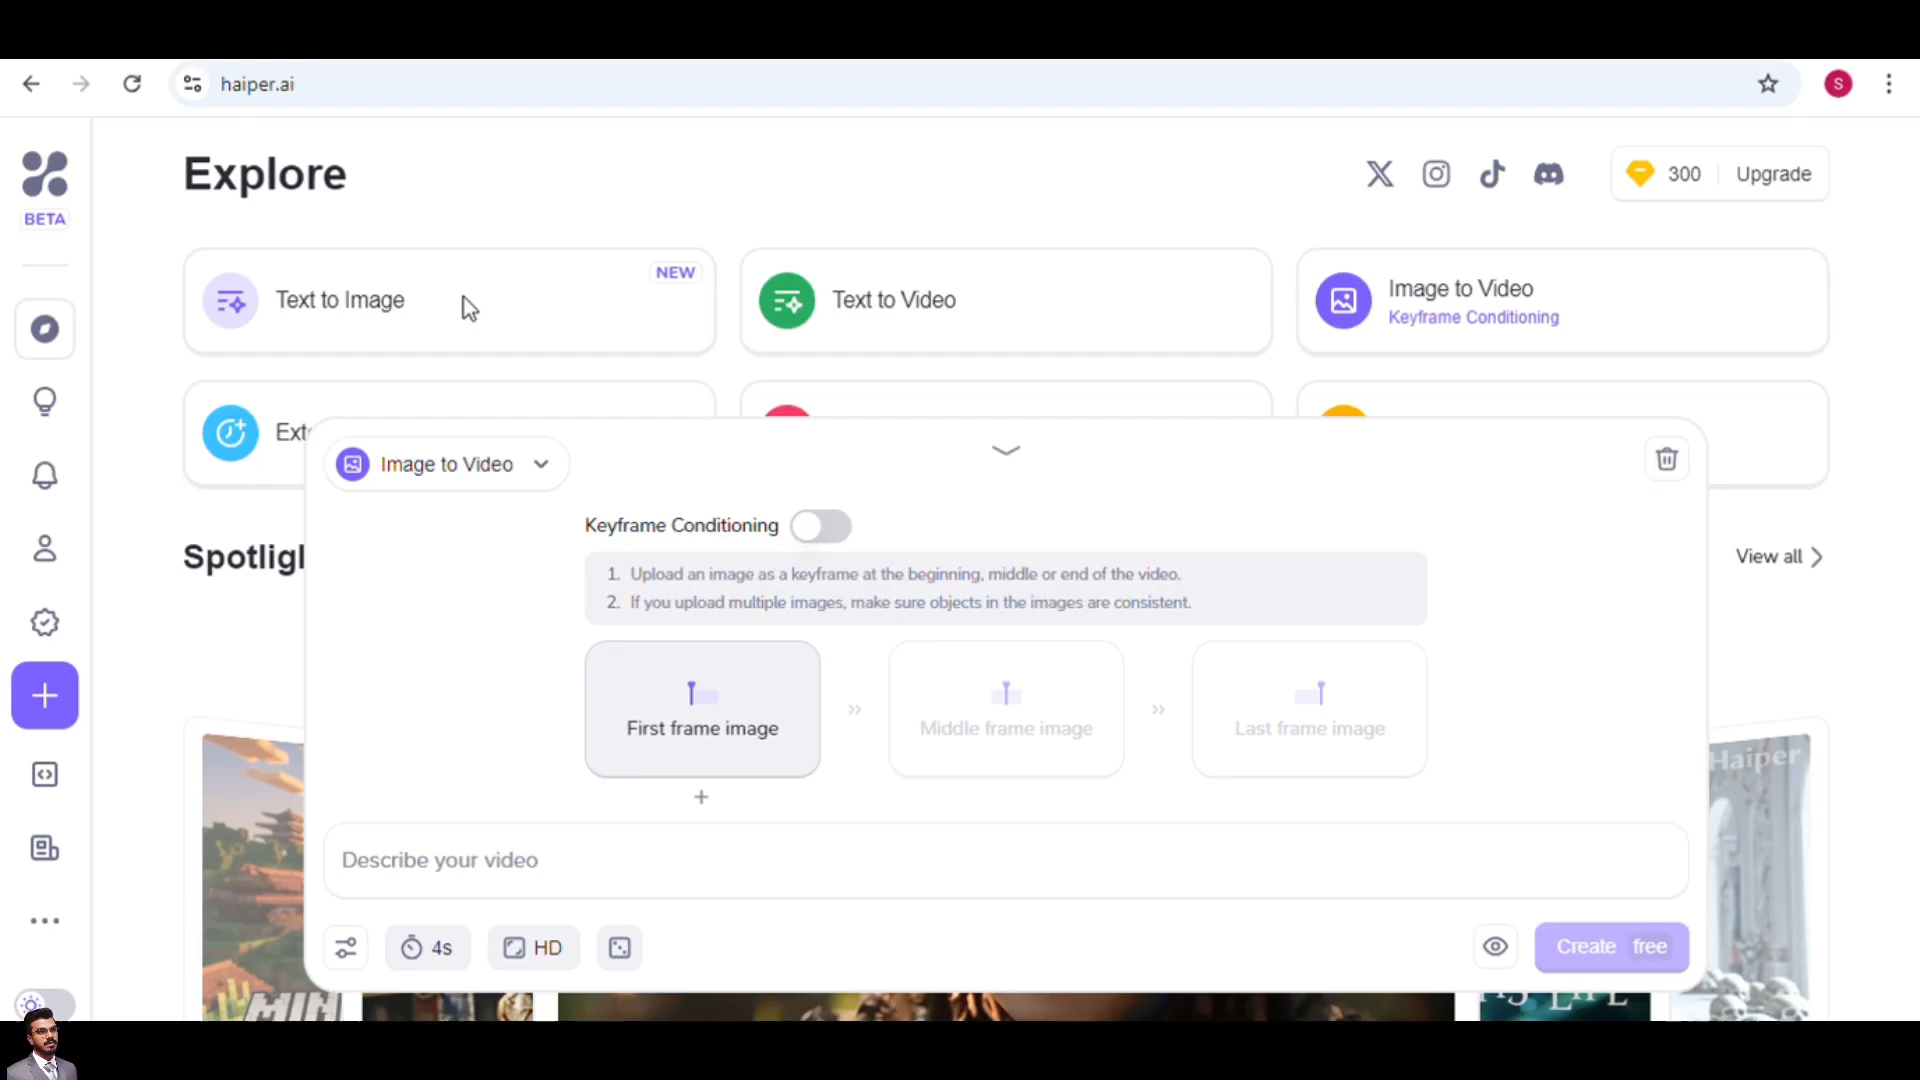 haiper.ai
S
BETA
Explore
300
Upgrade
Text to Image
NEW
Text to Video
Image to Video
Keyframe Conditioning
Image to Video
Keyframe Conditioning
1. Upload an image as a keyframe at the beginning, middle or end of the video.
2. If you upload multiple images, make sure objects in the images are consistent.
View all
First frame image
Middle frame image
Last frame image
Haiper
Describe your video
4s
HD
Create free
MIN